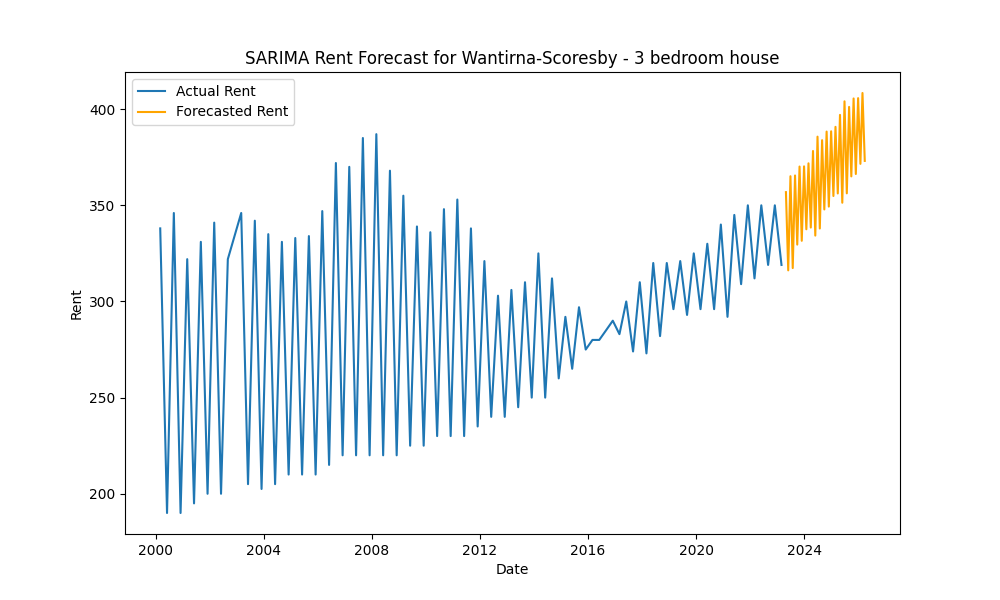 SARIMA Rent Forecast for Wantirna-Scoresby - 3 bedroom house
Actual Rent
Forecasted Rent
400
350
300
250
200
Rent
2000 2004 2008 2012 2016 2020 2024
Date